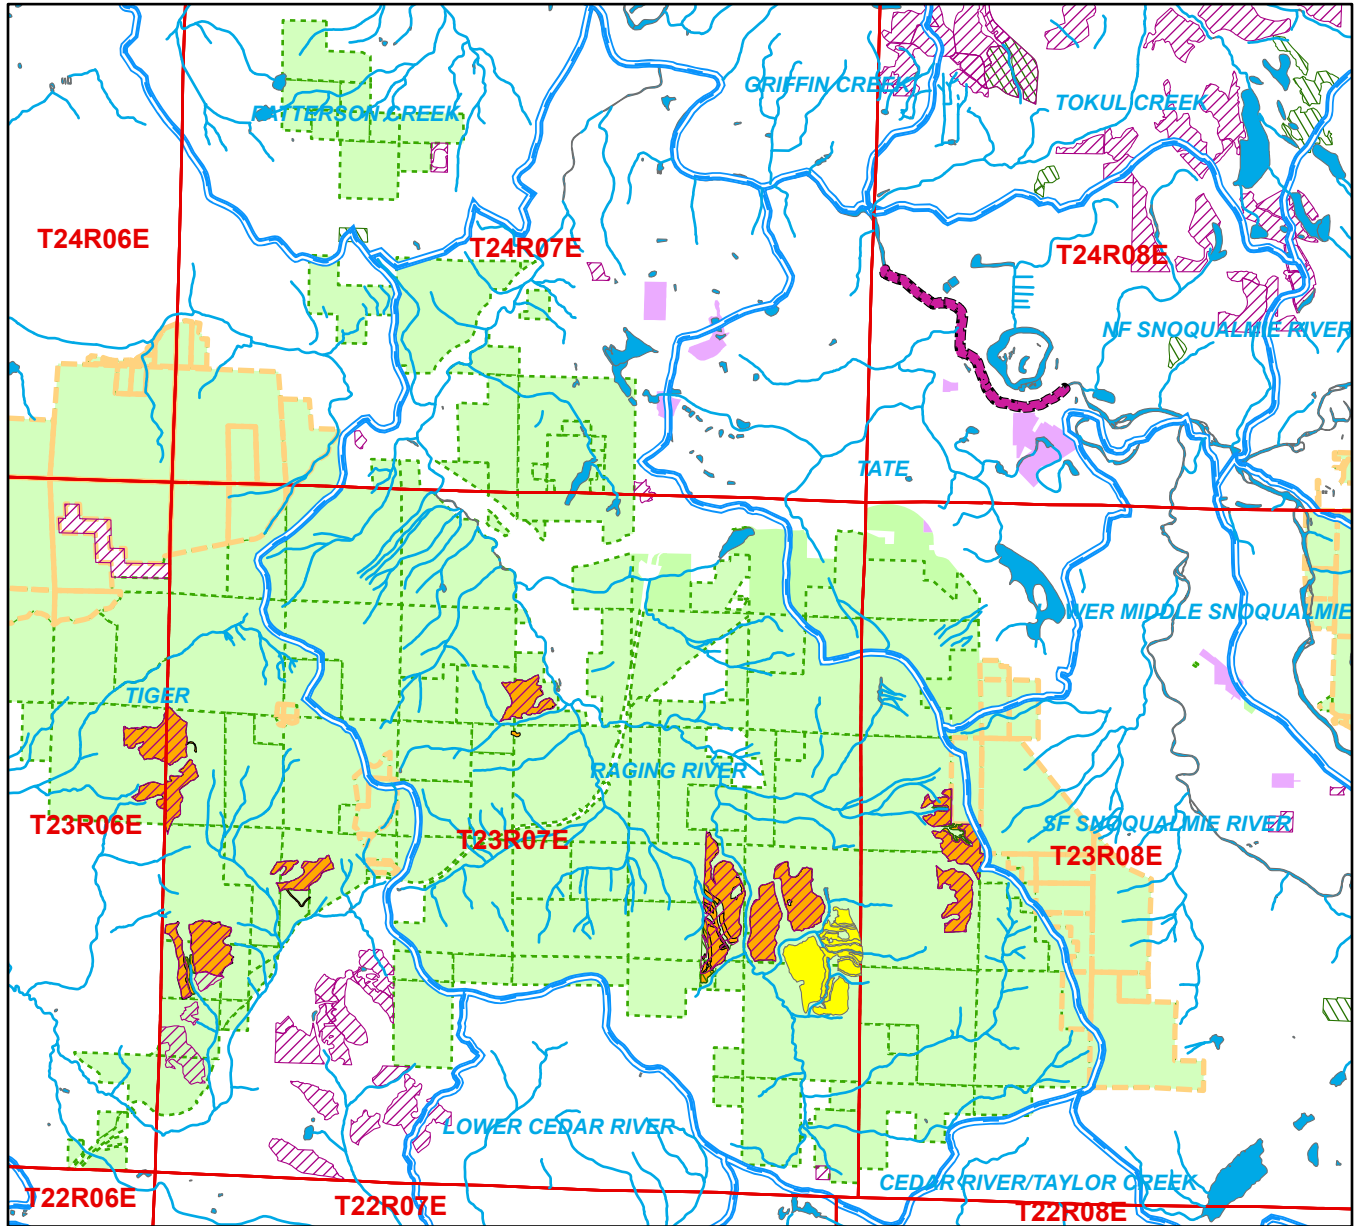 GRIFFIN CREEK
TOKUL CREEK
PATTERSON CREEK
T24R06E
T24R07E
T24R08E
NF SNOQUALMIE RIVER
TATE
WER MIDDLE SNOQUALMIE
TIGER
RAGING RIVER
T23R06E
T23R07E
SF SNOQUALMIE RIVER
T23R08E
LOWER CEDAR RIVER
CEDAR RIVER/TAYLOR CREEK
T22R06E
T22R07E
T22R08E